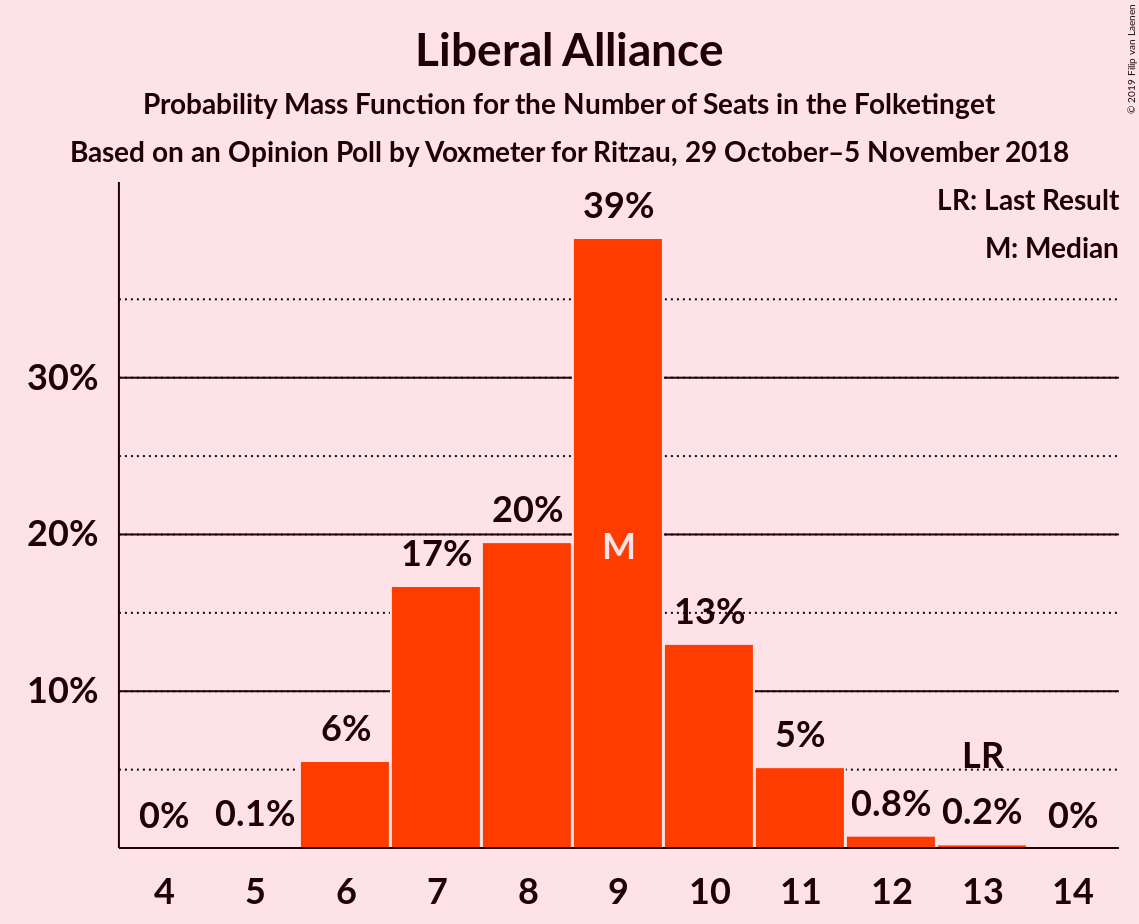 Liberal Alliance
Probability Mass Function for the Number of Seats in the Folketinget
Based on an Opinion Poll by Voxmeter for Ritzau, 29 October–5 November 2018
© 2019 Filip van Laenen
LR: Last Result
M: Median
30%
20%
10%
0%
0.1%
6%
17%
20%
39%
M
13%
5%
0.8%
LR
0.2%
0%
4 5 6 7 8 9 10 11 12 13 14